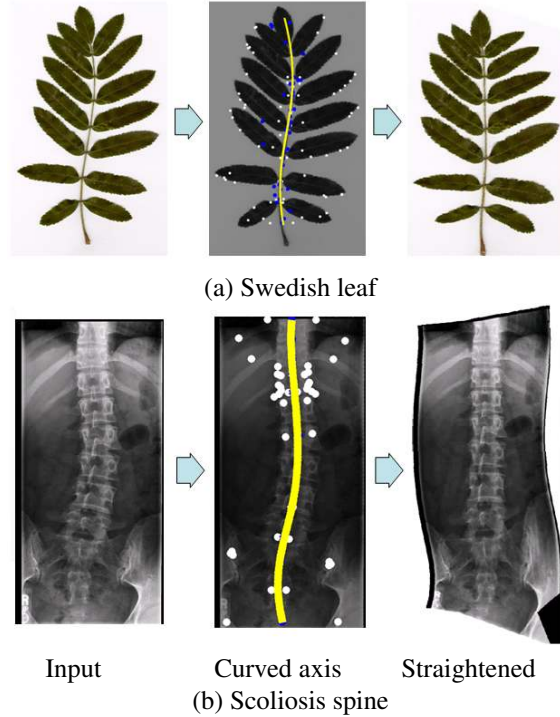 (a) Swedish leaf
Input Curved axis Straightened
(b) Scoliosis spine